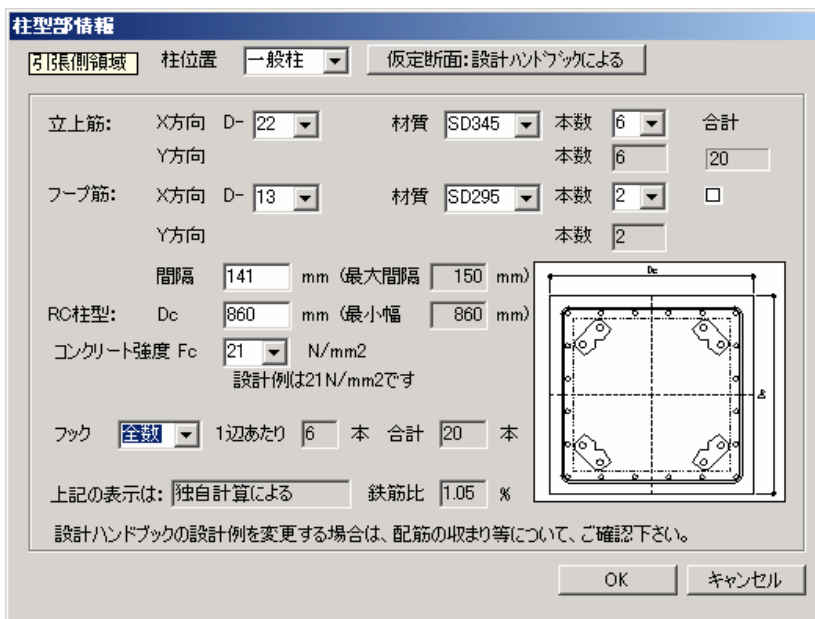 柱型部情報
引張側領域 柱位置 一般柱 仮定断面:設計ハンドブックによる
立上筋: X方向 D- 22 材質 SD345 本数 6 合計
Y方向 本数 6 20
フープ筋: X方向 D- 13 材質 SD295 本数 2
Y方向 本数 2
間隔 141 mm (最大間隔 150 mm)
RC柱型: Dc 860 mm (最小幅 860 mm)
コンクリート強度 Fc 21 N/mm2
設計例は21N/mm2です
Dc
フック 全数 1辺あたり 6 本 合計 20 本
上記の表示は: 独自計算による 鉄筋比 1.05 %
設計ハンドブックの設計例を変更する場合は、配筋の収まり等について、ご確認下さい。
OK キャンセル